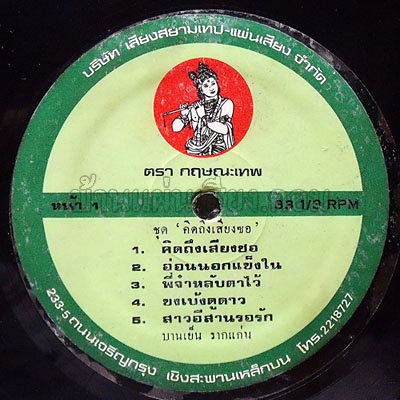 บริษัท เสียงสยามเทป-แผ่นเสียง จำกัด
ตรา กฤษณะเทพ
หน้า 1
33 1/3 RPM
ชุด 'คิดถึงเสียงซอ'
1. คิดถึงเสียงซอ
2. อ่อนนอกแข็งใน
3. พี่จำหลับตาไว้
4. ขงเบ้งดูดาว
5. สาวอีสานรอรัก
บานเย็น รากแก่น
233-5 ถนนเจริญกรุง เชิงสะพานเหล็กบน โทร.2218727